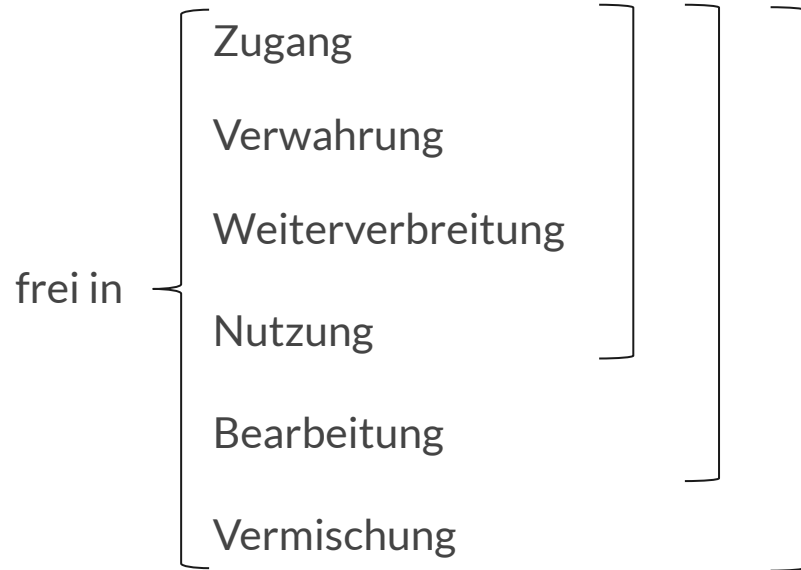 Zugang
Verwahrung
Weiterverbreitung
frei in
Nutzung
Bearbeitung
Vermischung